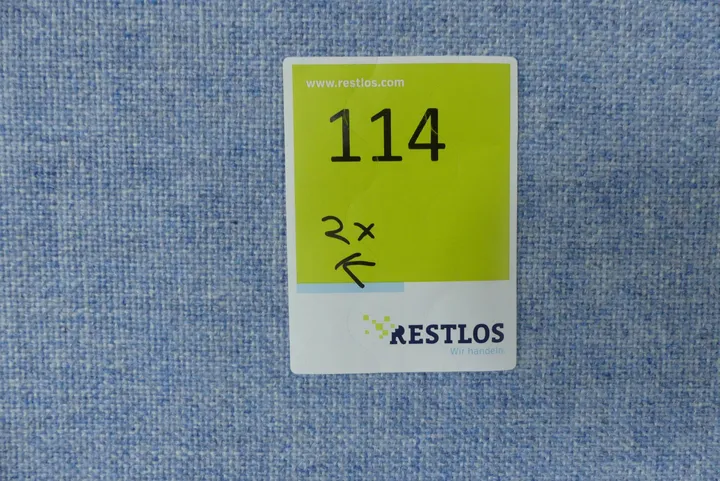 www.restlos.com
114
2x
←
RESTLOS
Wir handeln.